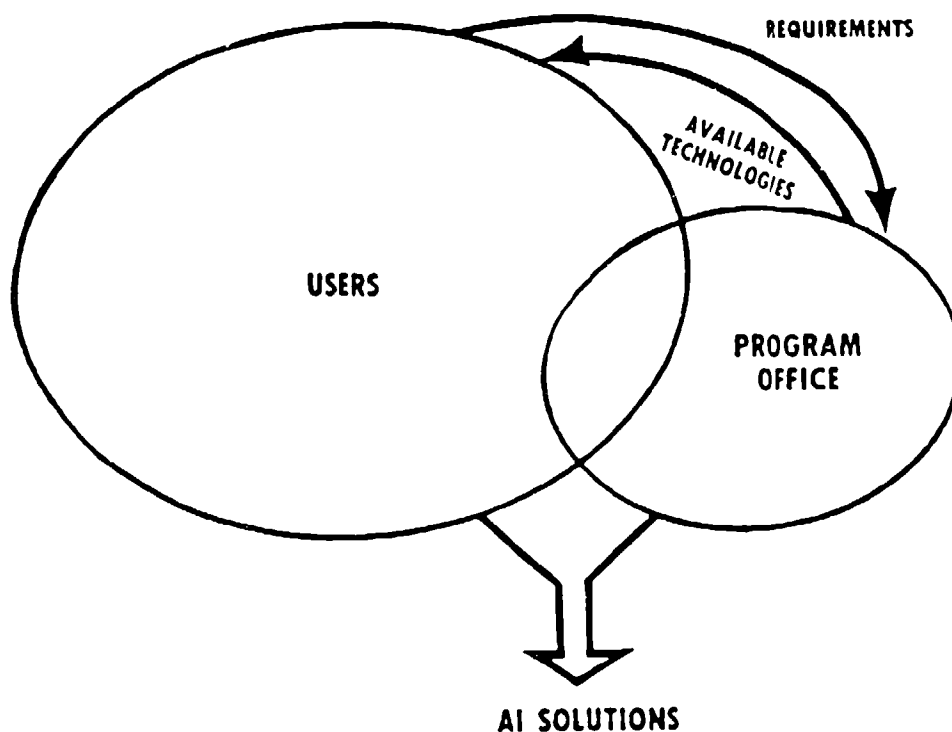 REQUIREMENTS
AVAILABLE
TECHNOLOGIES
USERS
PROGRAM
OFFICE
AI SOLUTIONS